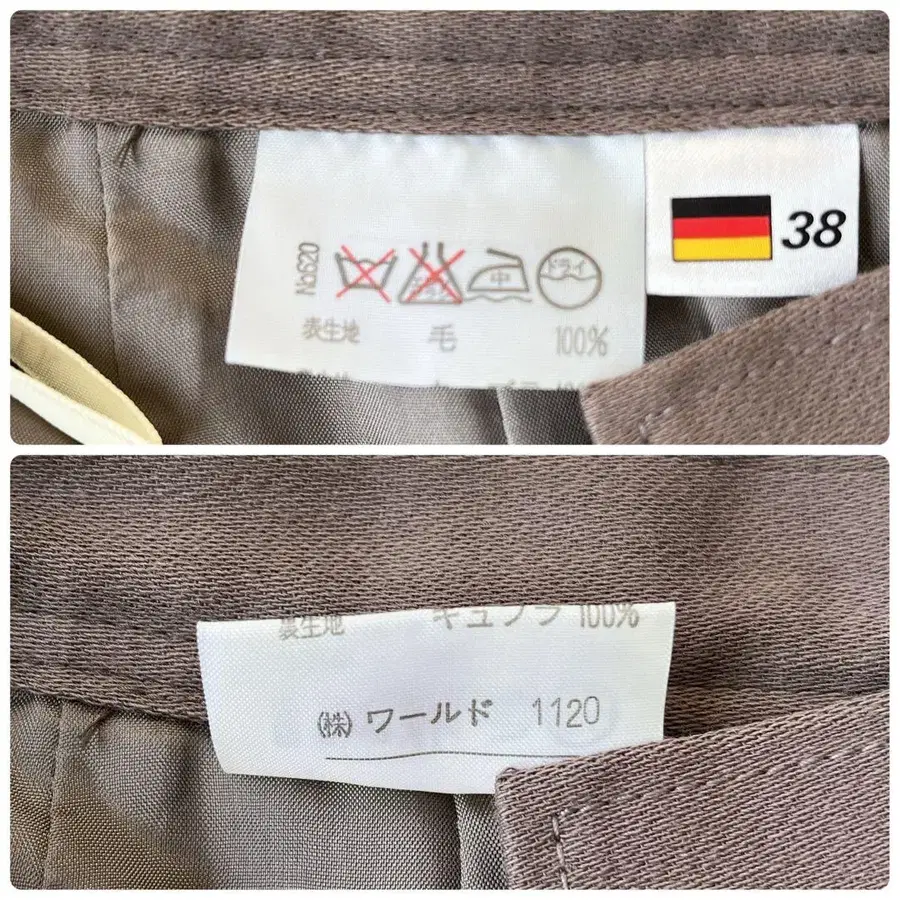 No620
中
ドライ
38
表生地 毛 100%
裏生地 キュプラ 100%
(株) ワールド 1120